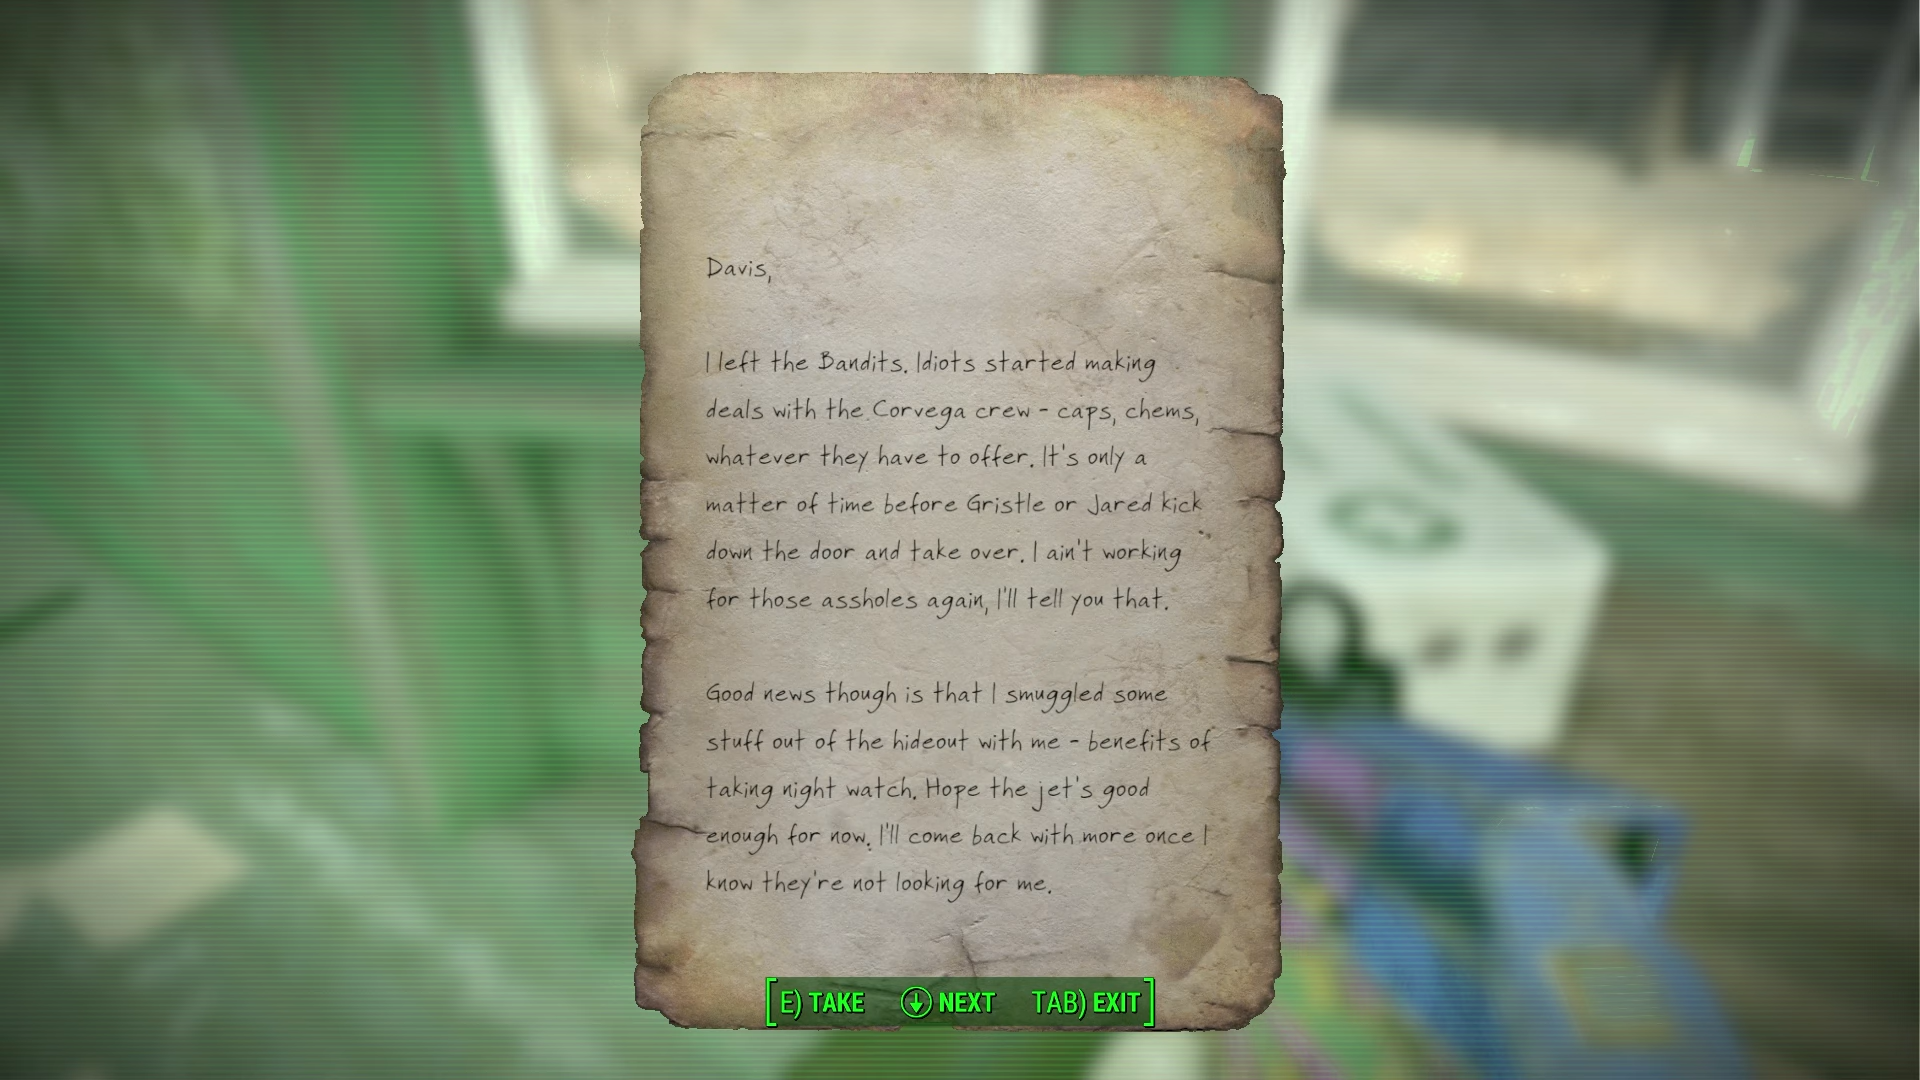 Davis,
I left the Bandits. Idiots started making
deals with the Corvega crew - caps, chems,
whatever they have to offer. It's only a
matter of time before Gristle or Jared kick
down the door and take over. I ain't working
for those assholes again, I'll tell you that.
Good news though is that I smuggled some
stuff out of the hideout with me - benefits of
taking night watch. Hope the jet's good
enough for now. I'll come back with more once I
know they're not looking for me.
E) TAKE NEXT TAB) EXIT